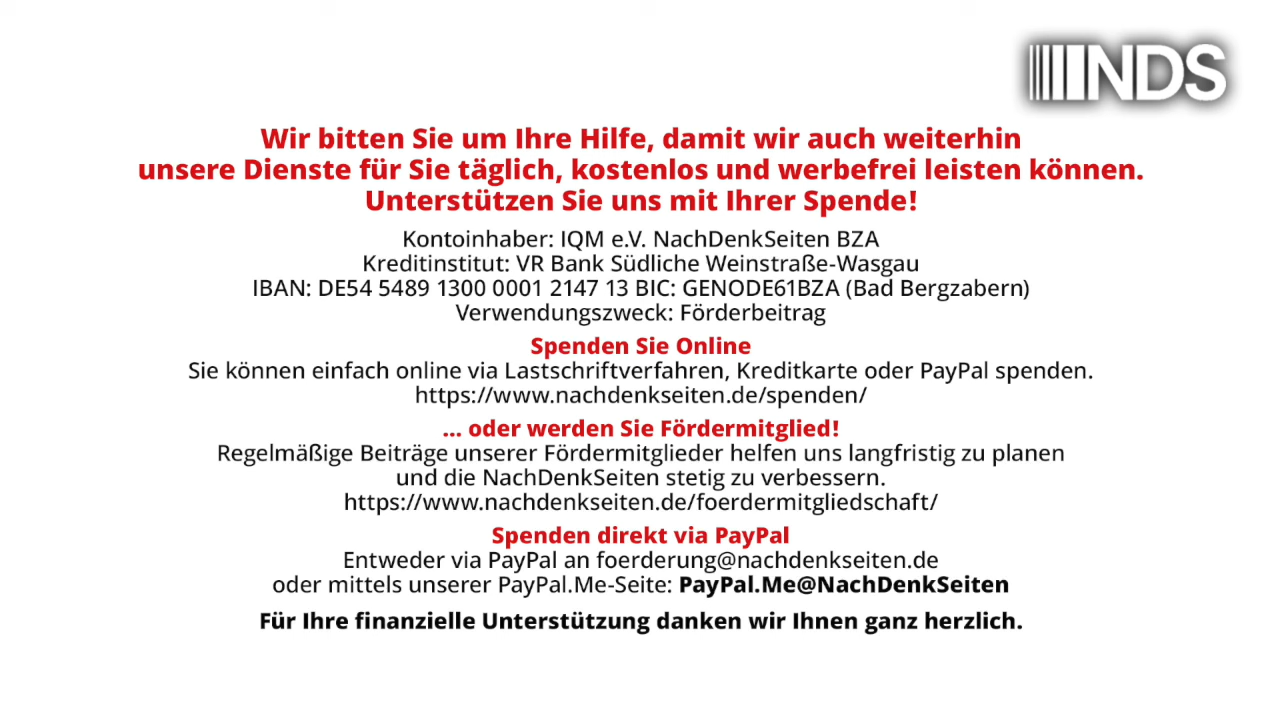 NDS
Wir bitten Sie um Ihre Hilfe, damit wir auch weiterhin
unsere Dienste für Sie täglich, kostenlos und werbefrei leisten können.
Unterstützen Sie uns mit Ihrer Spende!
Kontoinhaber: IQM e.V. NachDenkSeiten BZA
Kreditinstitut: VR Bank Südliche Weinstraße-Wasgau
IBAN: DE54 5489 1300 0001 2147 13 BIC: GENODE61BZA (Bad Bergzabern)
Verwendungszweck: Förderbeitrag
Spenden Sie Online
Sie können einfach online via Lastschriftverfahren, Kreditkarte oder PayPal spenden.
https://www.nachdenkseiten.de/spenden/
... oder werden Sie Fördermitglied!
Regelmäßige Beiträge unserer Fördermitglieder helfen uns langfristig zu planen
und die NachDenkSeiten stetig zu verbessern.
https://www.nachdenkseiten.de/foerdermitgliedschaft/
Spenden direkt via PayPal
Entweder via PayPal an foerderung@nachdenkseiten.de
oder mittels unserer PayPal.Me-Seite: PayPal.Me@NachDenkSeiten
Für Ihre finanzielle Unterstützung danken wir Ihnen ganz herzlich.